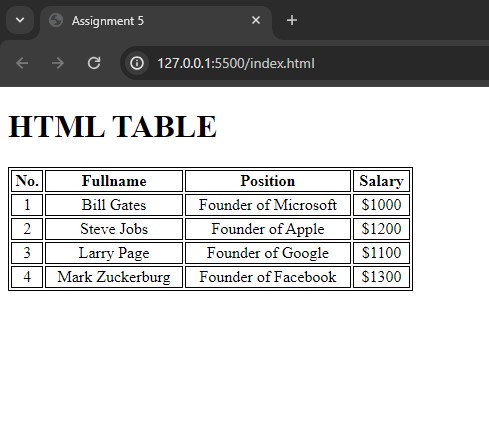 Assignment 5
127.0.0.1:5500/index.html
HTML TABLE
No. Fullname Position Salary
1 Bill Gates Founder of Microsoft $1000
2 Steve Jobs Founder of Apple $1200
3 Larry Page Founder of Google $1100
4 Mark Zuckerburg Founder of Facebook $1300